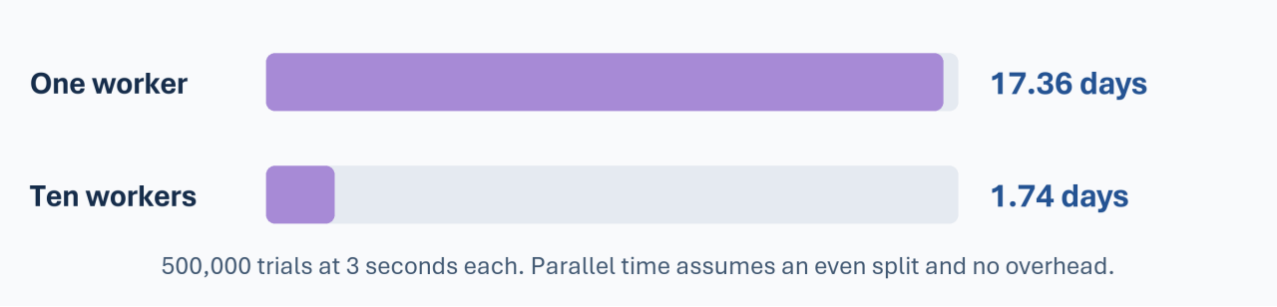 One worker 17.36 days
Ten workers 1.74 days
500,000 trials at 3 seconds each. Parallel time assumes an even split and no overhead.